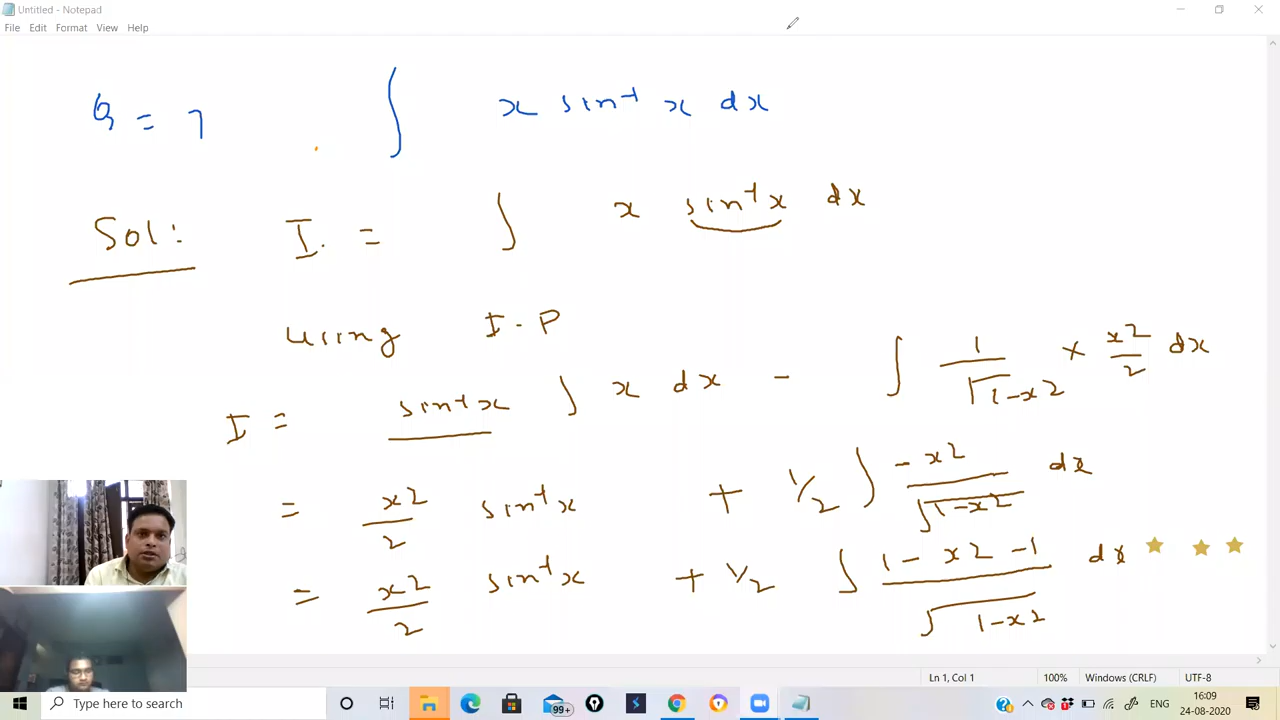 Untitled - Notepad
File Edit Format View Help
Q = 7 ∫ x sin⁻¹ x dx
Sol: I = ∫ x sin⁻¹x dx
using I.P
I = sin⁻¹x ∫ x dx - ∫ 1/√1-x2 × x2/2 dx
= x2/2 sin⁻¹x + 1/2 ∫ -x2/√1-x2 dx
= x2/2 sin⁻¹x + 1/2 ∫ 1-x2-1/√1-x2 dx
Ln 1, Col 1 100% Windows (CRLF) UTF-8
Type here to search 99+ ENG 16:09
24-08-2020